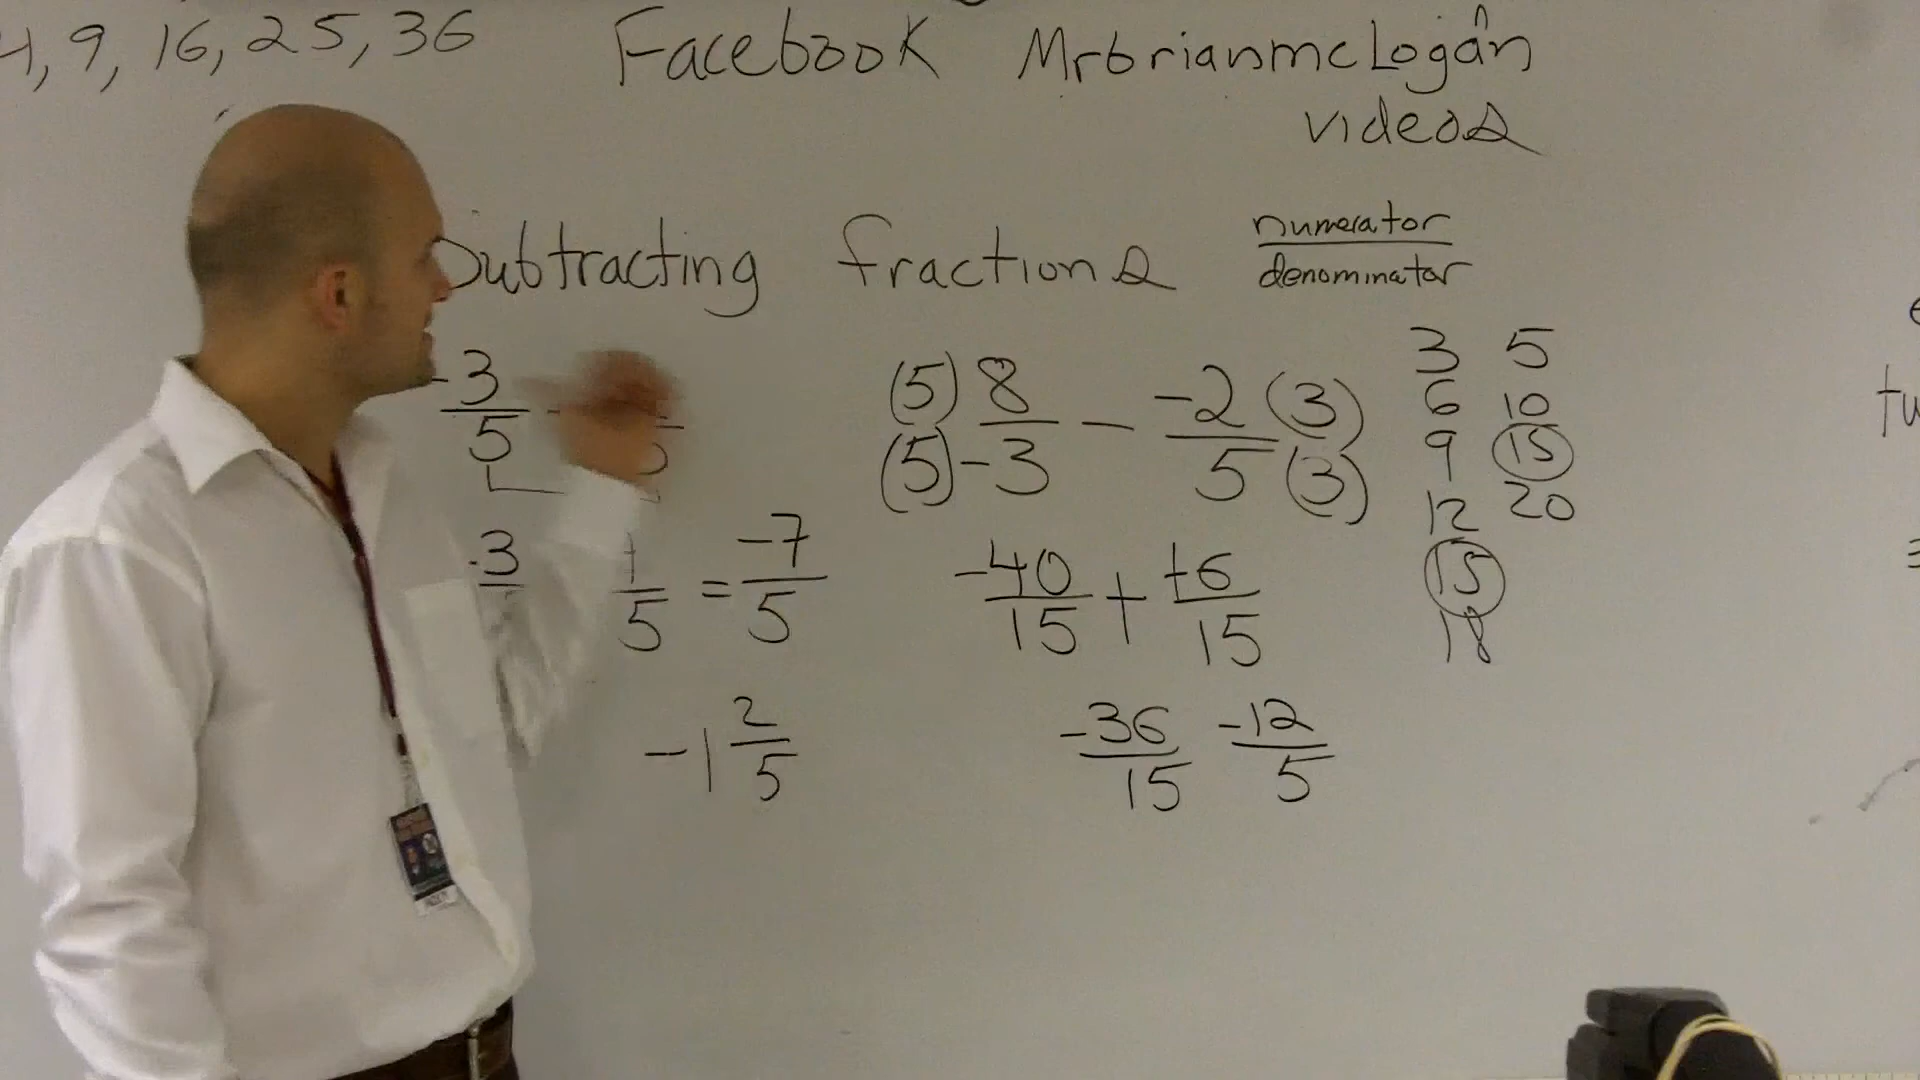 4, 9, 16, 25, 36 Facebook Mrbrianmclogan
videos
Subtracting fractions numerator
denominator
-3/5 -
(5)8/(5)-3 - -2(3)/5(3)
3 5
6 10
9 15
12 20
15
18
-3 1/5 = -7/5
-40/15 + +6/15
-1 2/5
-36/15 -12/5